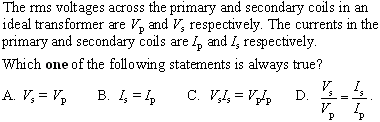 The rms voltages across the primary and secondary coils in an
ideal transformer are Vp and Vs respectively. The currents in the
primary and secondary coils are Ip and Is respectively.
Which one of the following statements is always true?
A. Vs = Vp B. Is = Ip C. VsIs = VpIp D. Vs/Vp = Is/Ip.